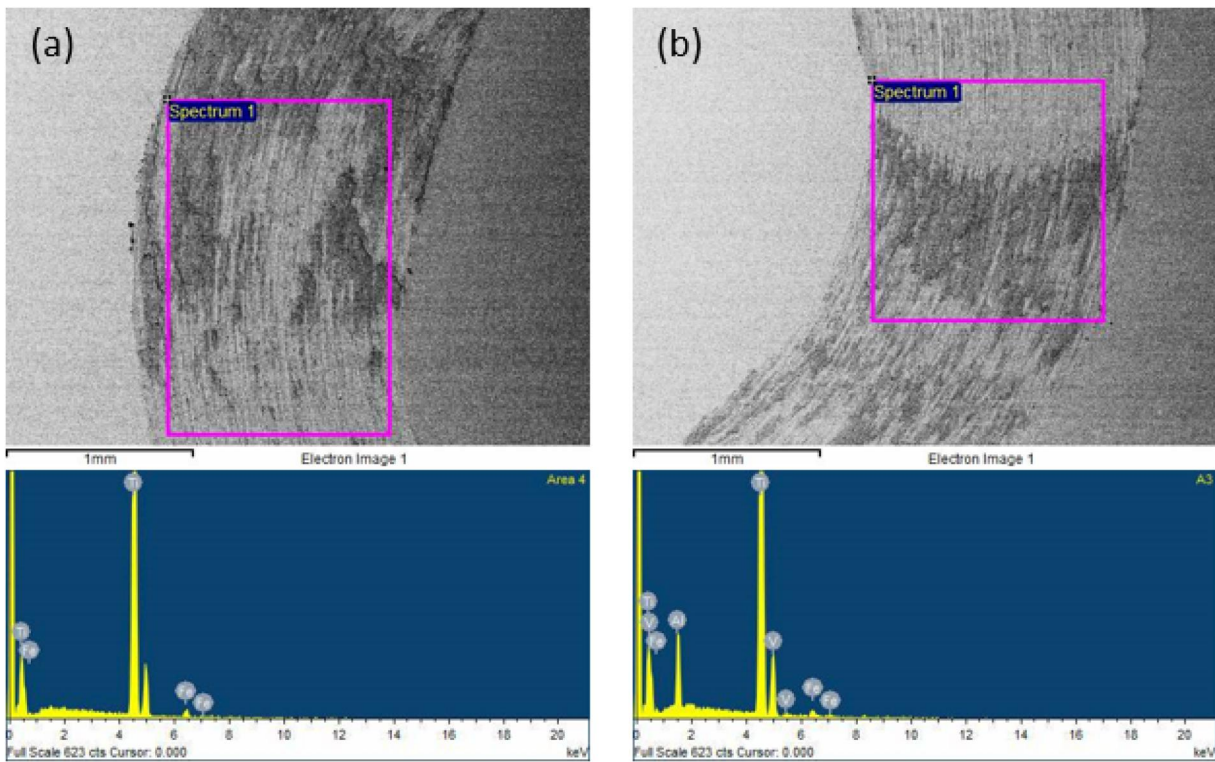 (a)
Spectrum 1
1mm
Electron Image 1
Area 4
Ti
Ti
Fe
Fe
Fe
0 2 4 6 8 10 12 14 16 18 20
Full Scale 623 cts Cursor: 0.000
keV
(b)
Spectrum 1
1mm
Electron Image 1
A3
Ti
Ti
V
Al
V
Fe
V
Fe
Fe
0 2 4 6 8 10 12 14 16 18 20
Full Scale 623 cts Cursor: 0.000
keV